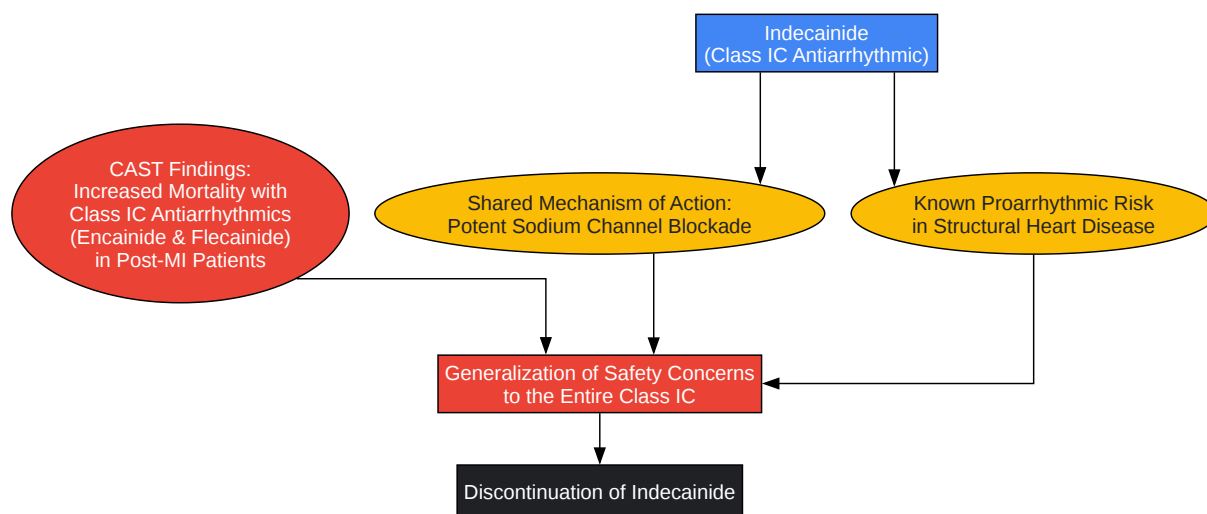 Indecainide
(Class IC Antiarrhythmic)
CAST Findings:
Increased Mortality with
Class IC Antiarrhythmics
(Encainide & Flecainide)
in Post-MI Patients
Shared Mechanism of Action:
Potent Sodium Channel Blockade
Known Proarrhythmic Risk
in Structural Heart Disease
Generalization of Safety Concerns
to the Entire Class IC
Discontinuation of Indecainide